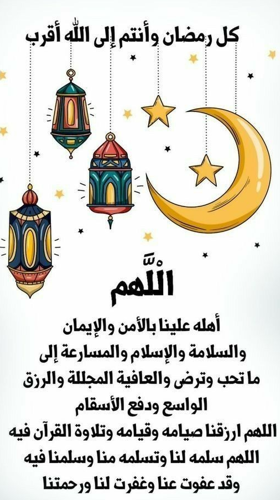 كل رمضان وأنتم إلى الله أقرب
اللَّهم
أهله علينا بالأمن والإيمان
والسلامة والإسلام والمسارعة إلى
ما تحب وترضى والعافية المجللة والرزق
الواسع ودفع الأسقام
اللهم ارزقنا صيامه وقيامه وتلاوة القرآن فيه
اللهم سلمه لنا وتسلمه منا وسلمنا فيه
وقد عفوت عنا وغفرت لنا ورحمتنا